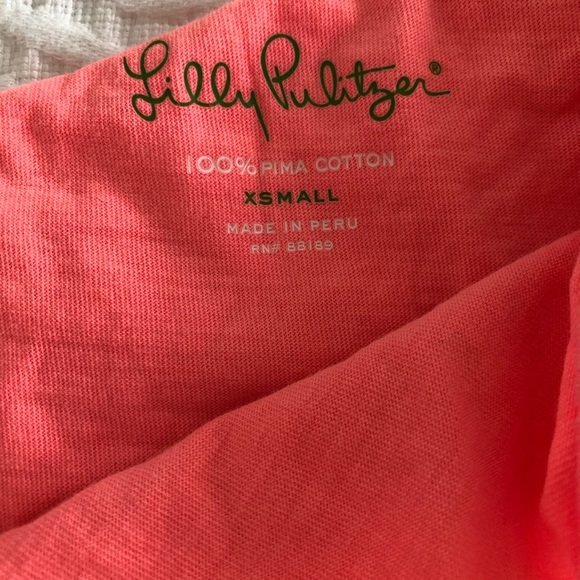 Lilly Pulitzer®
100% PIMA COTTON
XSMALL
MADE IN PERU
RN# 88189